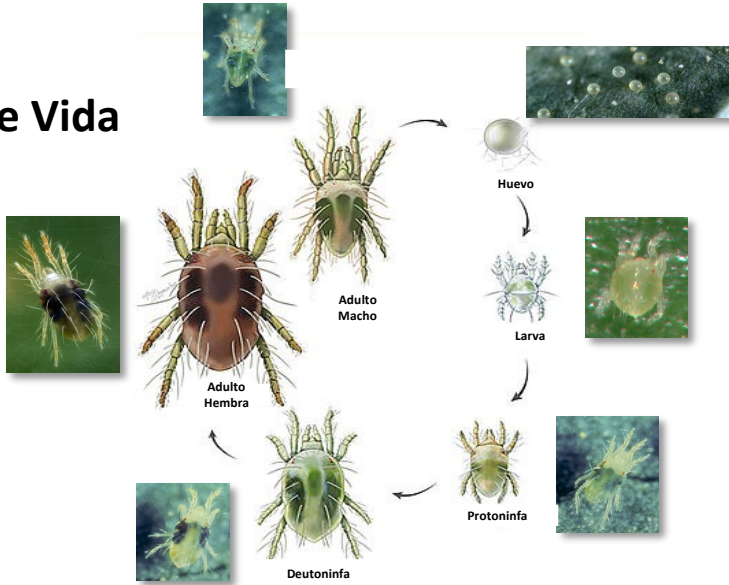 e Vida
Huevo
Adulto
Macho
Larva
Adulto
Hembra
Protoninfa
Deutoninfa